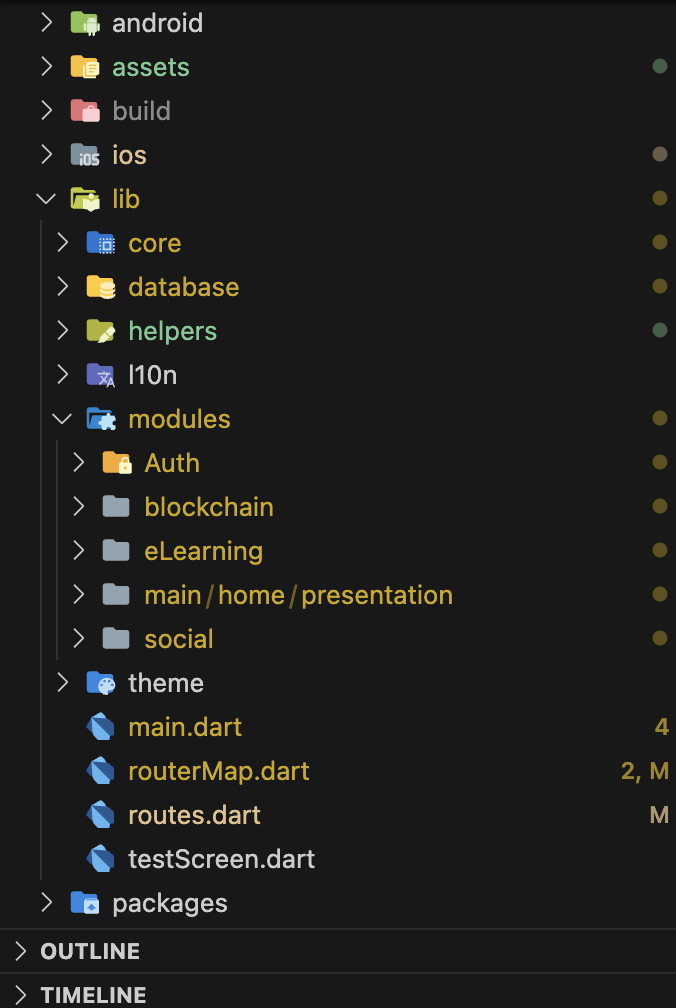 android
assets
build
iOS ios
lib
core
database
helpers
l10n
modules
Auth
blockchain
eLearning
main/home/presentation
social
theme
main.dart 4
routerMap.dart 2, M
routes.dart M
testScreen.dart
packages
OUTLINE
TIMELINE